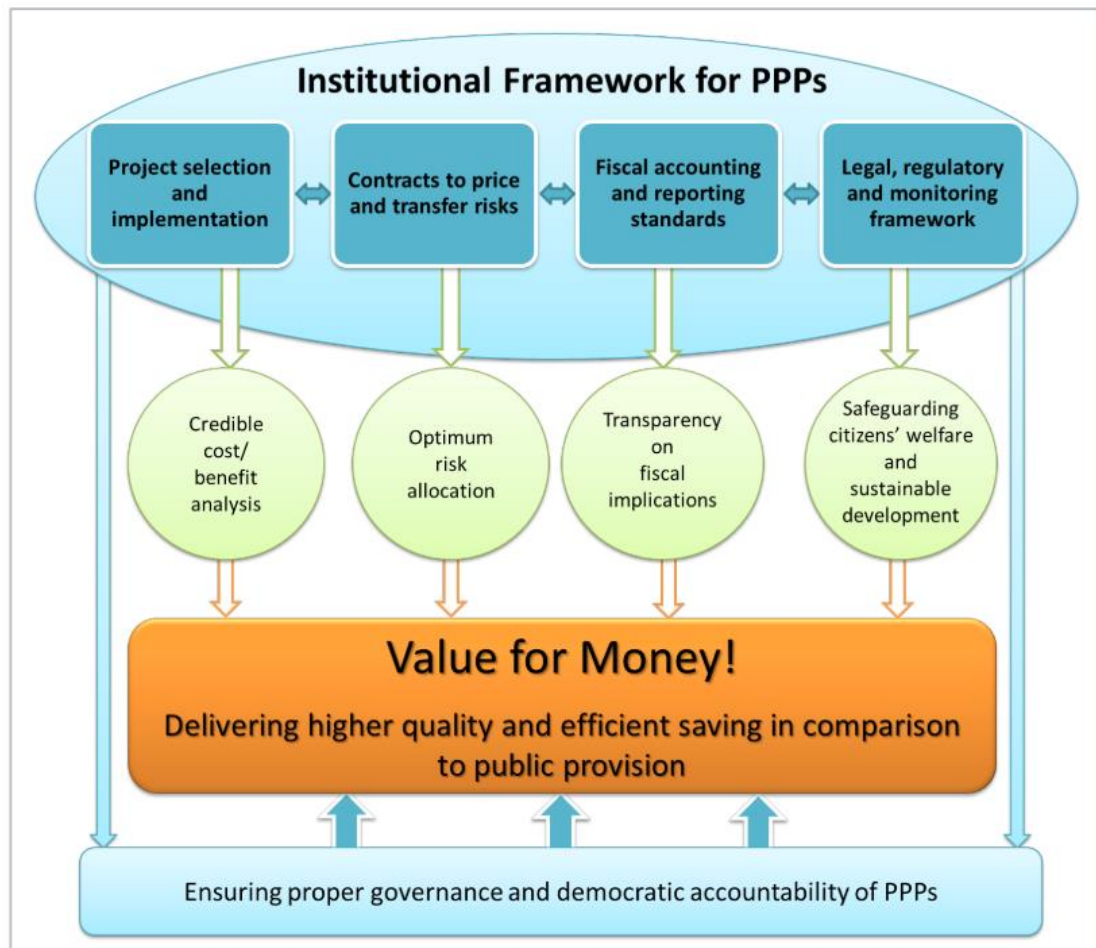 Institutional Framework for PPPs
Project selection
and
implementation
Contracts to price
and transfer risks
Fiscal accounting
and reporting
standards
Legal, regulatory
and monitoring
framework
Credible
cost/
benefit
analysis
Optimum
risk
allocation
Transparency
on
fiscal
implications
Safeguarding
citizens’ welfare
and
sustainable
development
Value for Money!
Delivering higher quality and efficient saving in comparison
to public provision
Ensuring proper governance and democratic accountability of PPPs